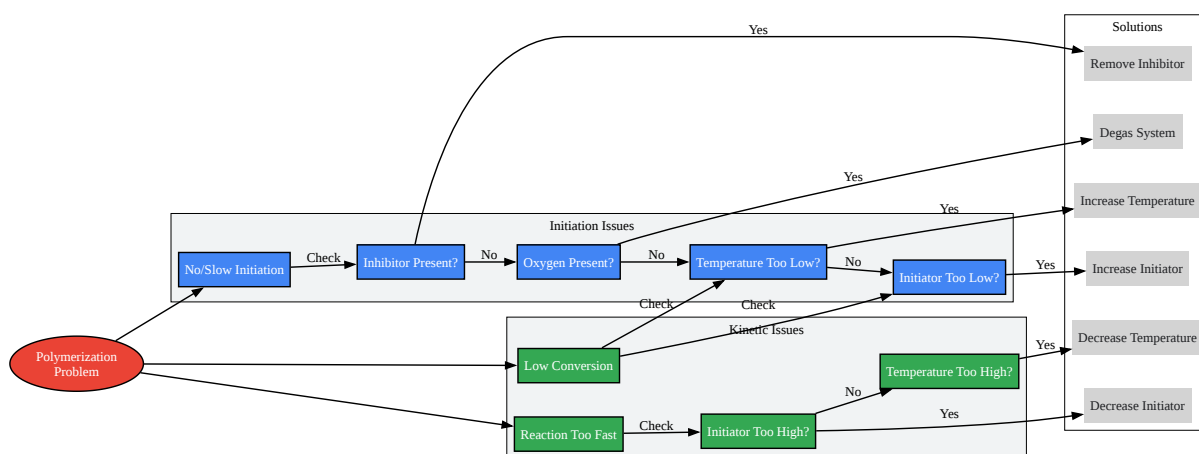 Yes
Solutions
Remove Inhibitor
Degas System
Yes
Increase Temperature
Yes
Initiation Issues
No/Slow Initiation
Check
Inhibitor Present?
No
Oxygen Present?
No
Temperature Too Low?
No
Initiator Too Low?
Yes
Increase Initiator
Check
Check
Kinetic Issues
Polymerization
Problem
Low Conversion
Temperature Too High?
Yes
Decrease Temperature
No
Reaction Too Fast
Check
Initiator Too High?
Yes
Decrease Initiator